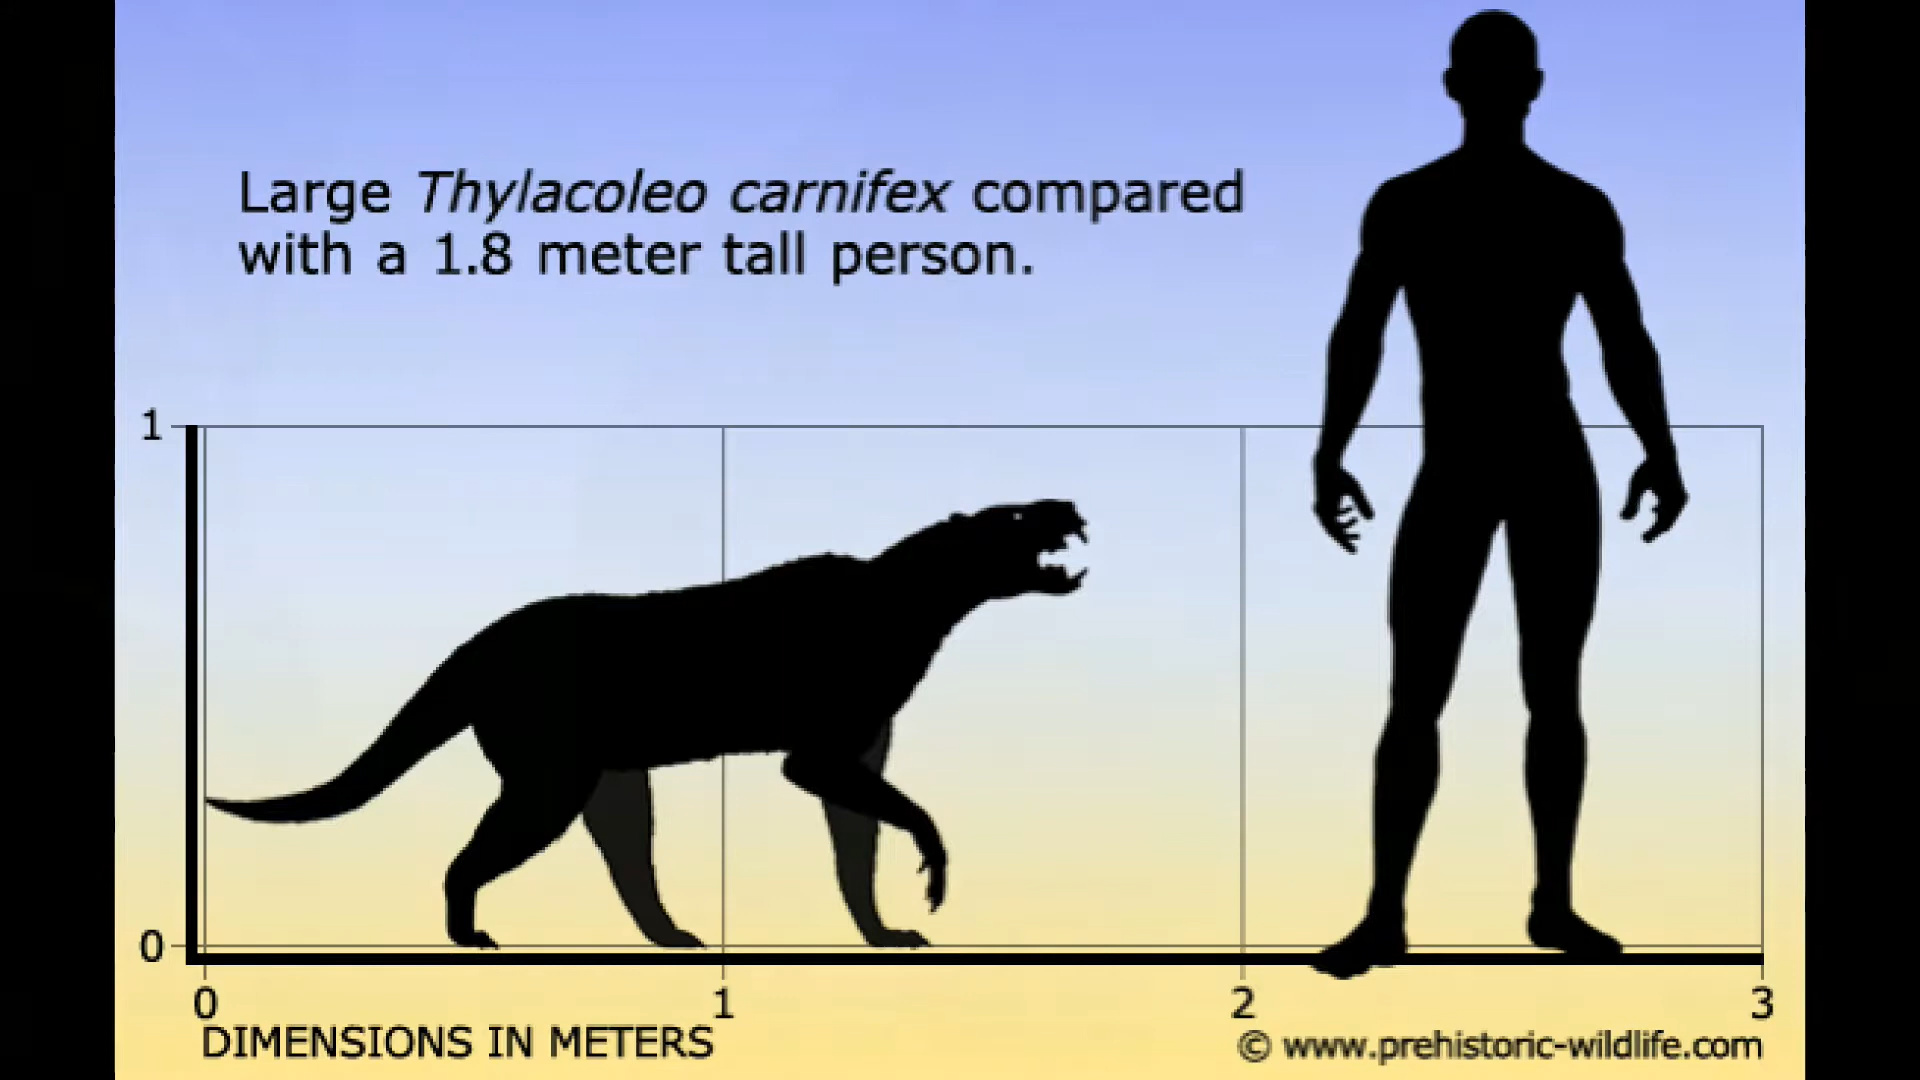 Large Thylacoleo carnifex compared
with a 1.8 meter tall person.
1
0
0 1 2 3
DIMENSIONS IN METERS
© www.prehistoric-wildlife.com